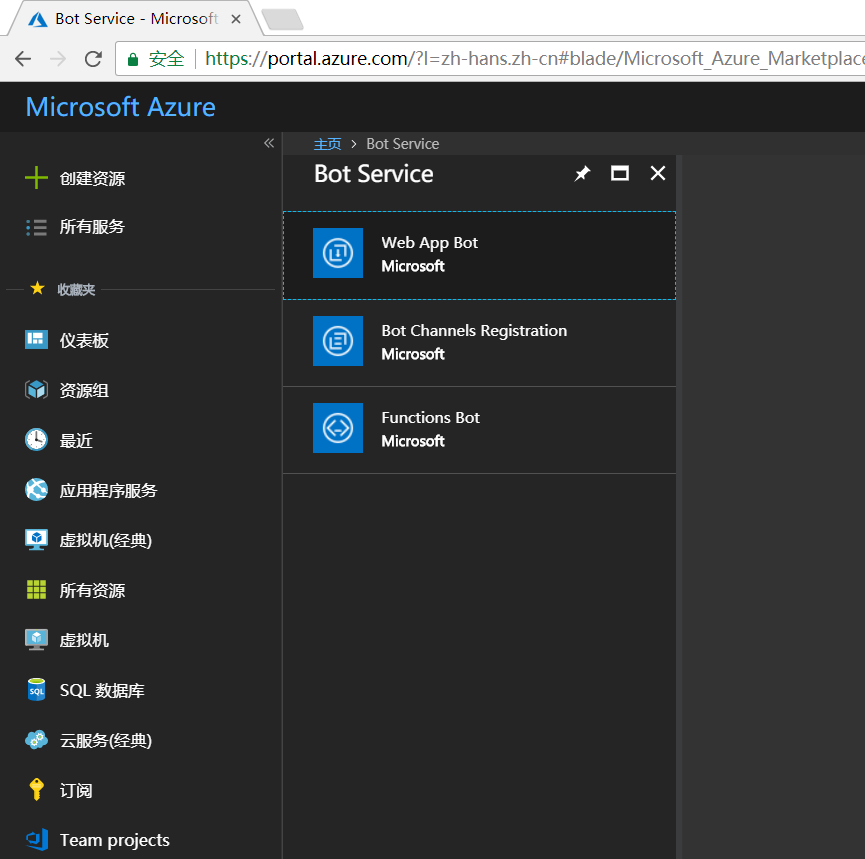 Bot Service - Microsoft
安全
https://portal.azure.com/?l=zh-hans.zh-cn#blade/Microsoft_Azure_Marketplace
Microsoft Azure
主页 > Bot Service
Bot Service
创建资源
所有服务
收藏夹
仪表板
资源组
最近
应用程序服务
虚拟机(经典)
所有资源
虚拟机
SQL 数据库
云服务(经典)
订阅
Team projects
Web App Bot
Microsoft
Bot Channels Registration
Microsoft
Functions Bot
Microsoft